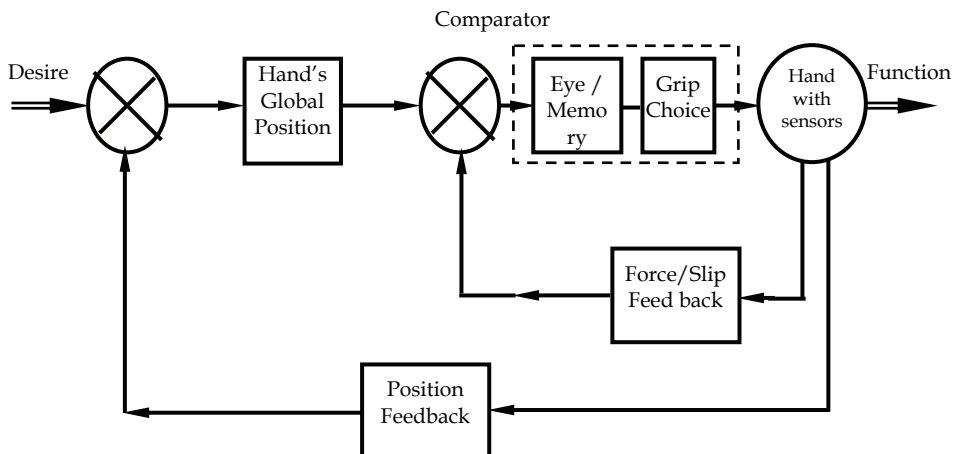 Comparator
Desire
Hand's
Global
Position
Eye /
Memo
ry
Grip
Choice
Hand
with
sensors
Function
Force/Slip
Feed back
Position
Feedback